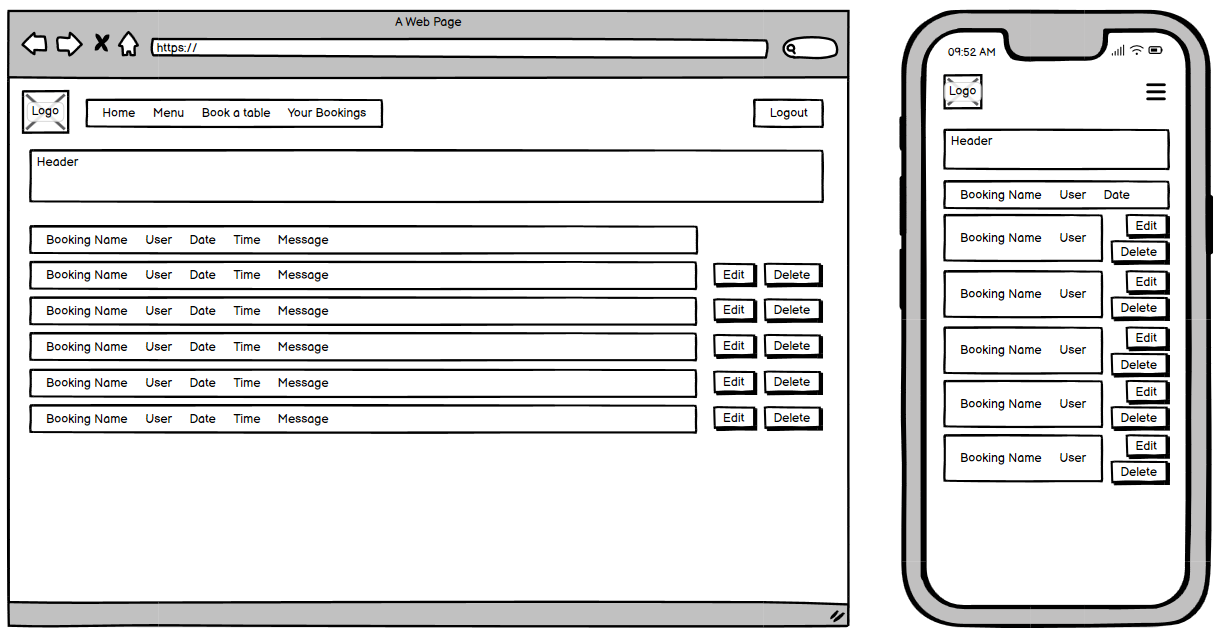 A Web Page
https://
Logo
Home Menu Book a table Your Bookings
Logout
Header
Booking Name User Date Time Message
Booking Name User Date Time Message Edit Delete
Booking Name User Date Time Message Edit Delete
Booking Name User Date Time Message Edit Delete
Booking Name User Date Time Message Edit Delete
Booking Name User Date Time Message Edit Delete
09:52 AM
Logo
Header
Booking Name User Date
Booking Name User
Edit
Delete
Booking Name User
Edit
Delete
Booking Name User
Edit
Delete
Booking Name User
Edit
Delete
Booking Name User
Edit
Delete